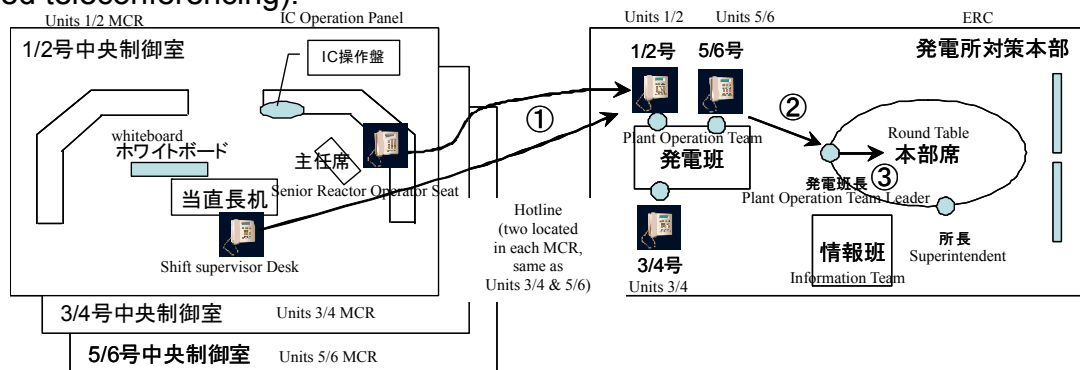 ed teleconferencing).
Units 1/2 MCR
IC Operation Panel
1/2号中央制御室
IC操作盤
whiteboard
ホワイトボード
主任席
Senior Reactor Operator Seat
当直長机
Shift supervisor Desk
3/4号中央制御室
Units 3/4 MCR
5/6号中央制御室
Units 5/6 MCR
①
Hotline
(two located
in each MCR,
same as
Units 3/4 & 5/6)
Units 1/2
Units 5/6
ERC
1/2号
5/6号
発電所対策本部
②
Plant Operation Team
発電班
Round Table
本部席
③
発電班長
Plant Operation Team Leader
3/4号
Units 3/4
情報班
Information Team
所長
Superintendent